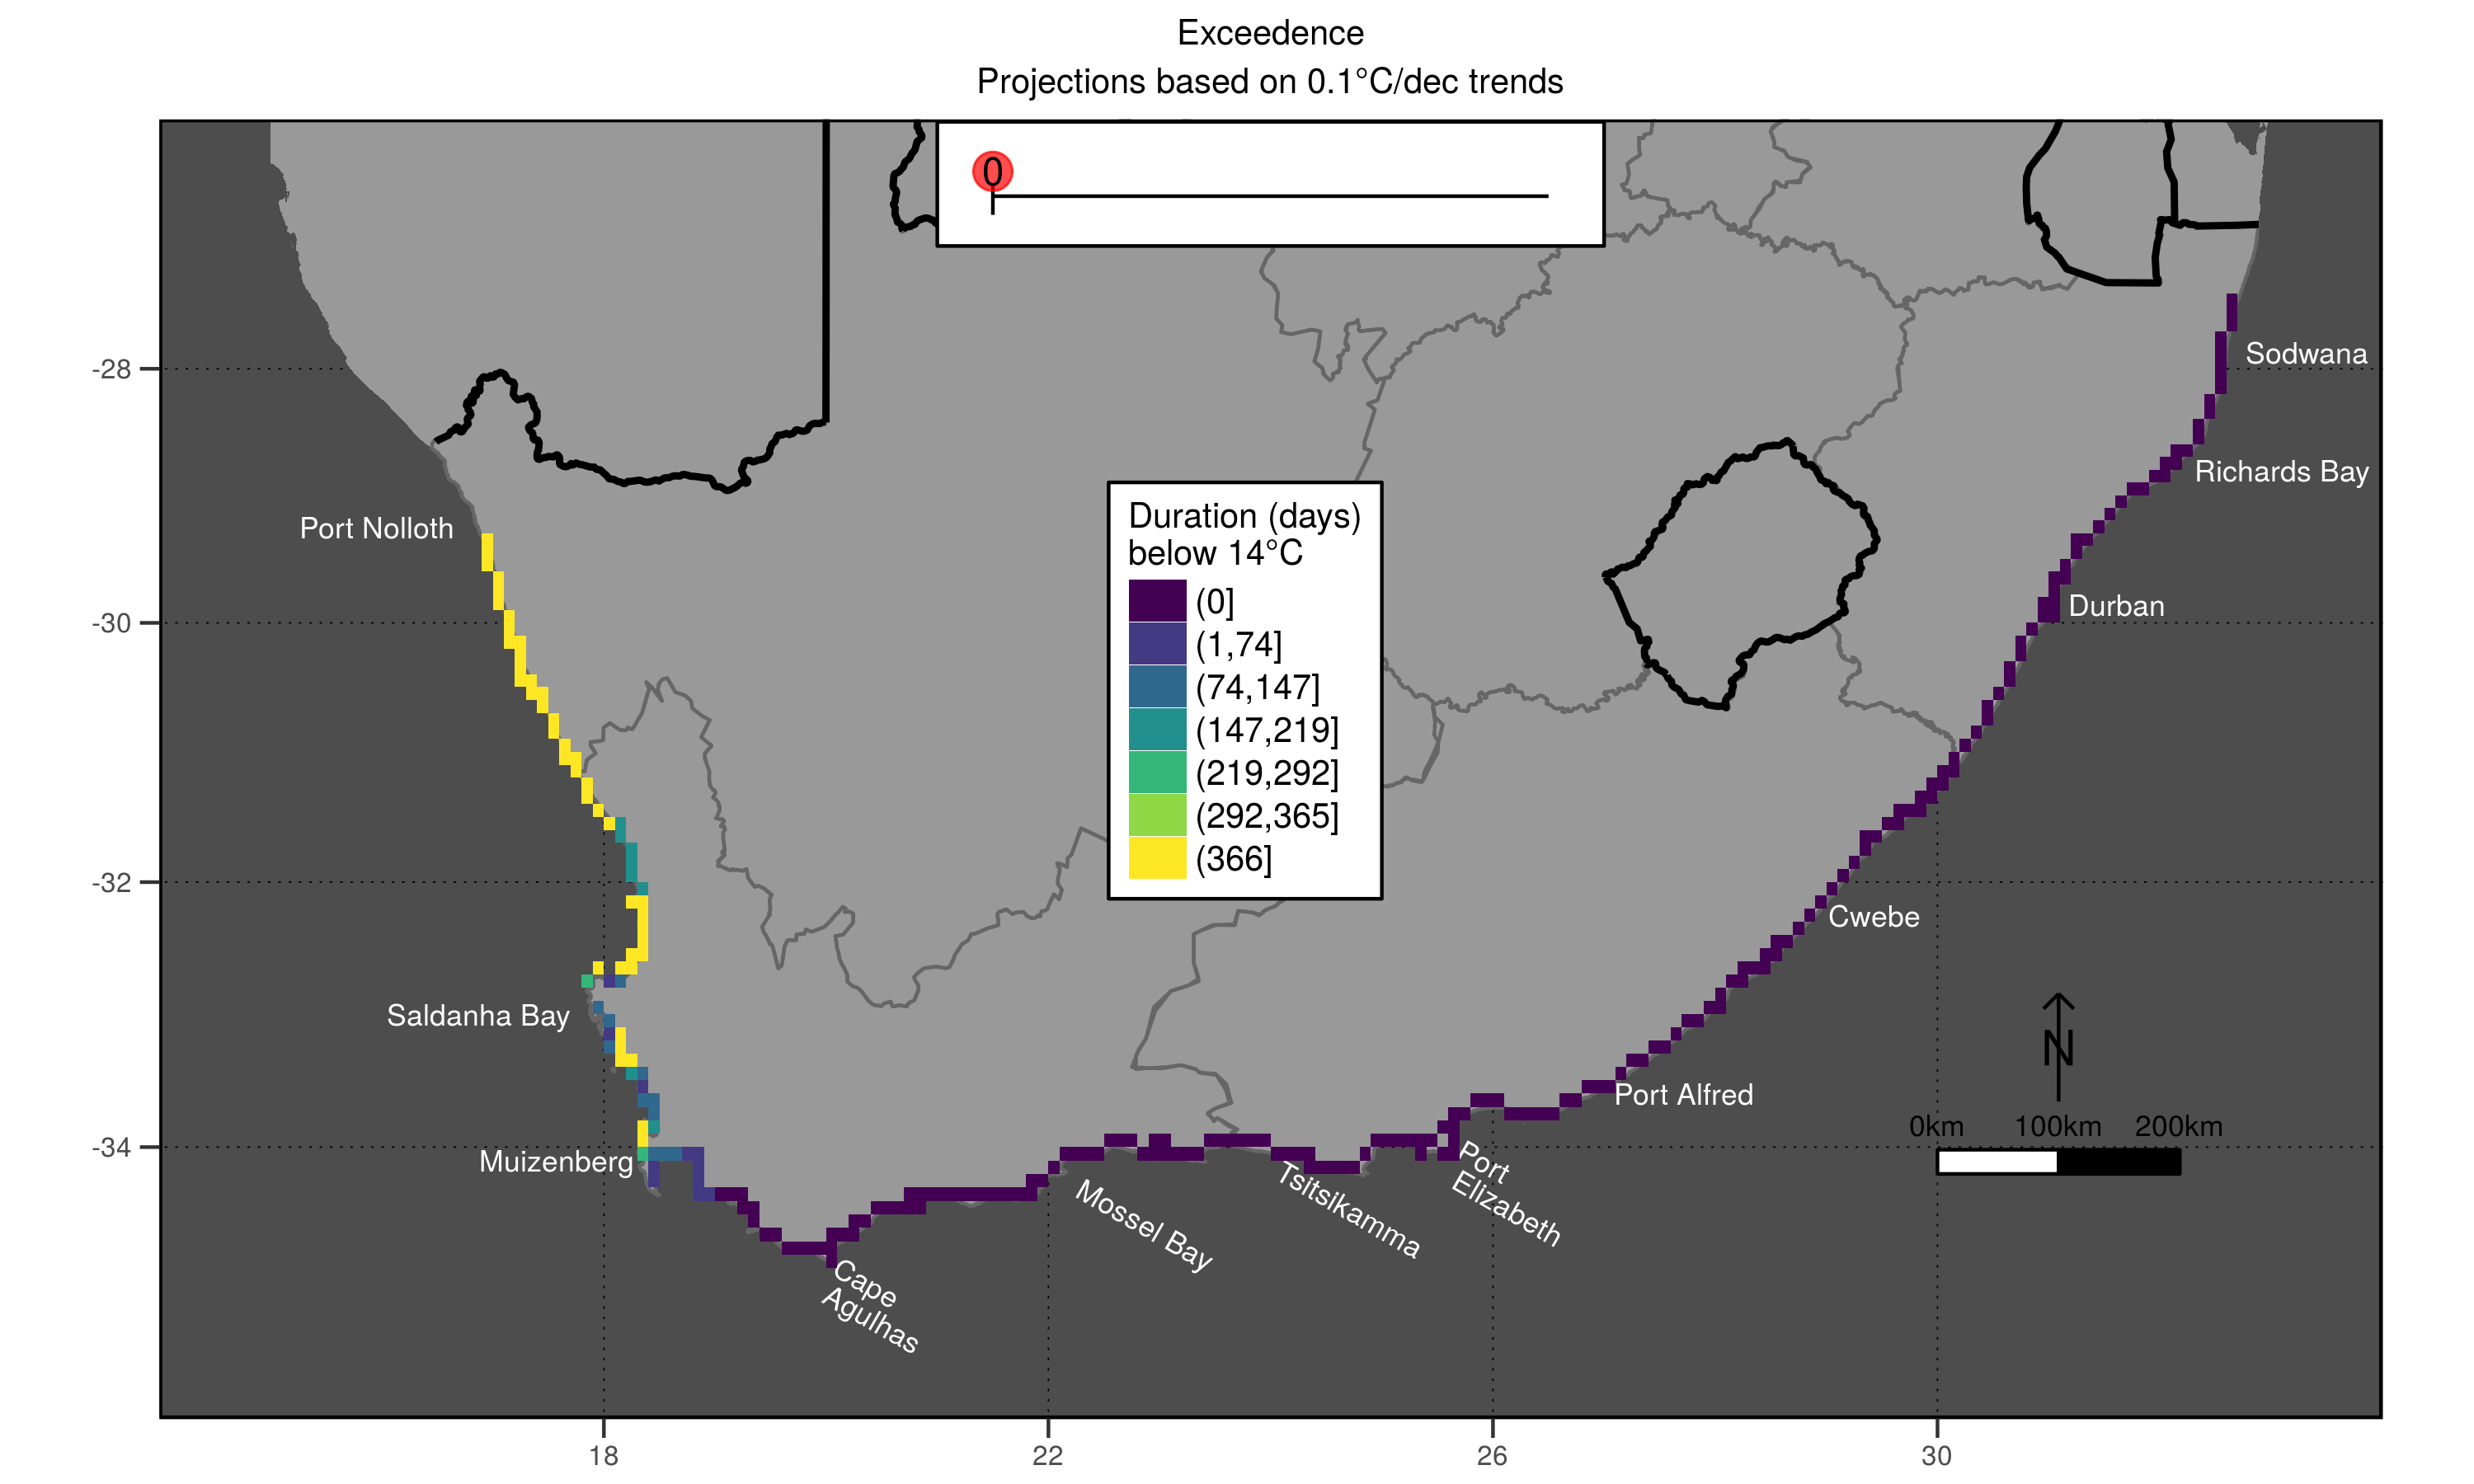 Exceedence
Projections based on 0.1°C/dec trends
0
-28
-30
-32
-34
18
22
26
30
Sodwana
Richards Bay
Port Nolloth
Durban
Duration (days)
below 14°C
(0]
(1,74]
(74,147]
(147,219]
(219,292]
(292,365]
(366]
Cwebe
Saldanha Bay
Port Alfred
Muizenberg
Port
Elizabeth
Tsitsikamma
Mossel Bay
Cape
Agulhas
N
0km 100km 200km